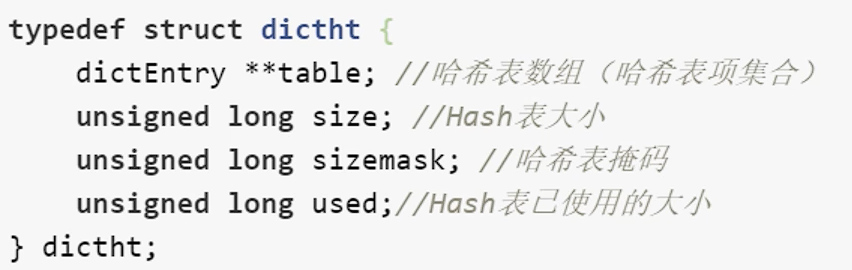 typedef struct dictht {
    dictEntry **table; //哈希表数组（哈希表项集合）
    unsigned long size; //Hash表大小
    unsigned long sizemask; //哈希表掩码
    unsigned long used;//Hash表已使用的大小
} dictht;